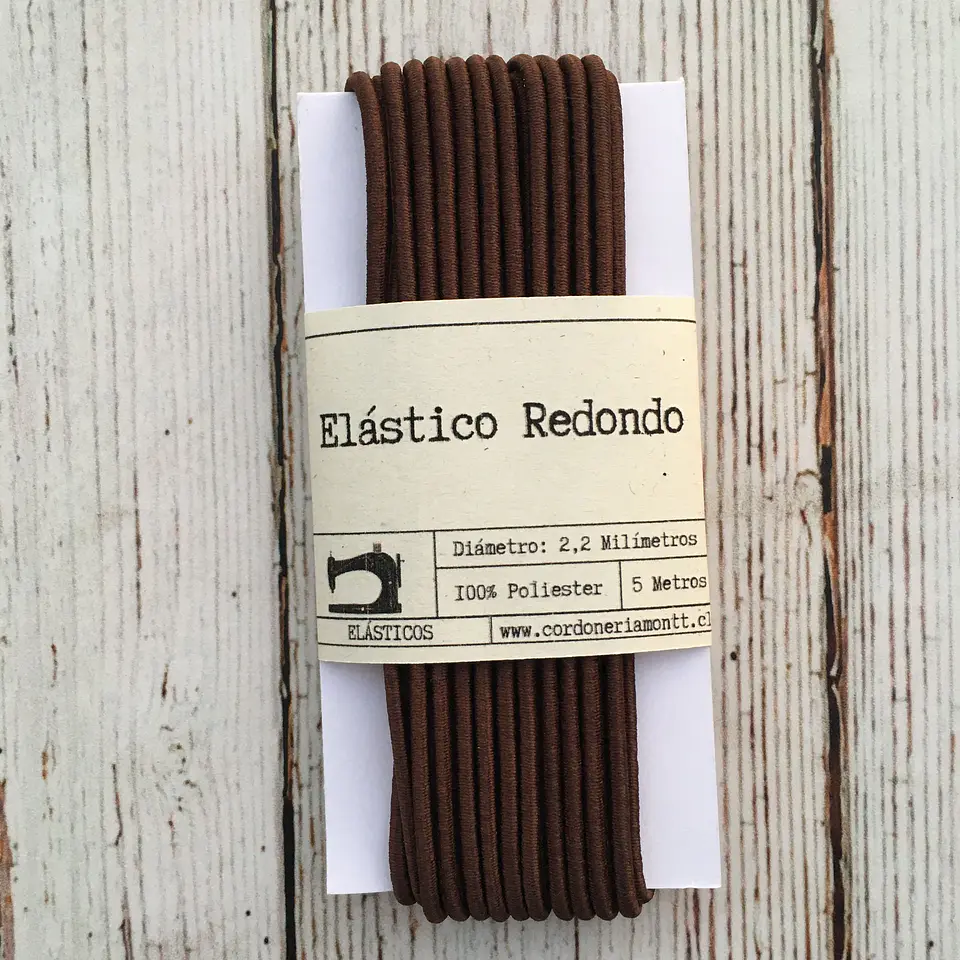 Elástico Redondo
Diámetro: 2,2 Milímetros
100% Poliester
5 Metros
ELÁSTICOS
www.cordoneriamontt.cl